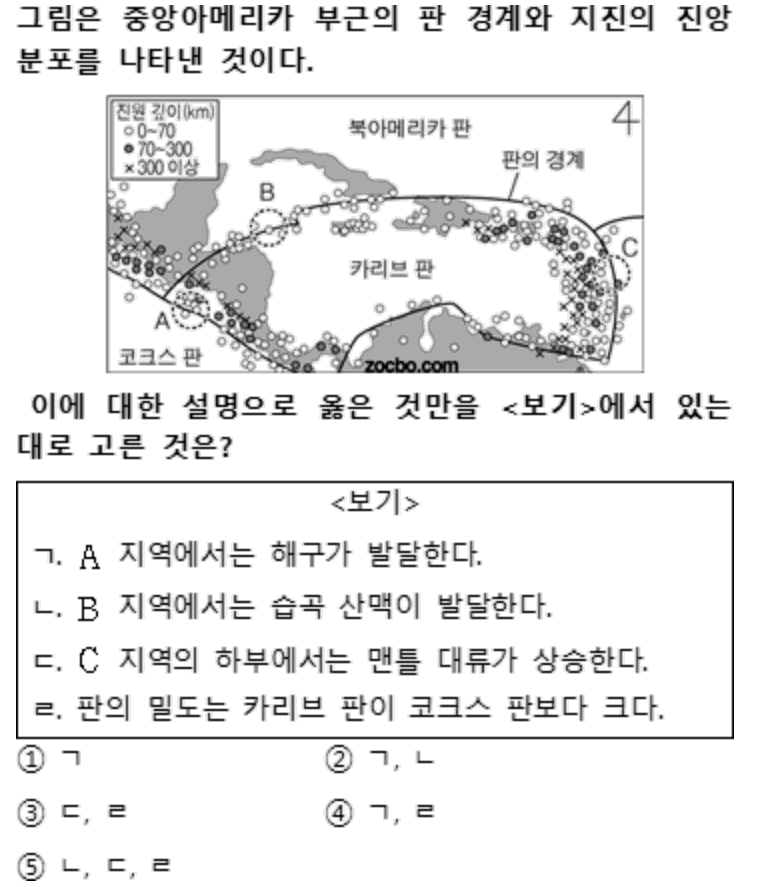 그림은 중앙아메리카 부근의 판 경계와 지진의 진앙
분포를 나타낸 것이다.
진원 깊이(km)
○ 0~70
● 70~300
× 300 이상
4
북아메리카 판
판의 경계
B
C
카리브 판
A
코크스 판
zocbo.com
이에 대한 설명으로 옳은 것만을 <보기>에서 있는
대로 고른 것은?
<보기>
ㄱ. A 지역에서는 해구가 발달한다.
ㄴ. B 지역에서는 습곡 산맥이 발달한다.
ㄷ. C 지역의 하부에서는 맨틀 대류가 상승한다.
ㄹ. 판의 밀도는 카리브 판이 코크스 판보다 크다.
① ㄱ ② ㄱ, ㄴ
③ ㄷ, ㄹ ④ ㄱ, ㄹ
⑤ ㄴ, ㄷ, ㄹ